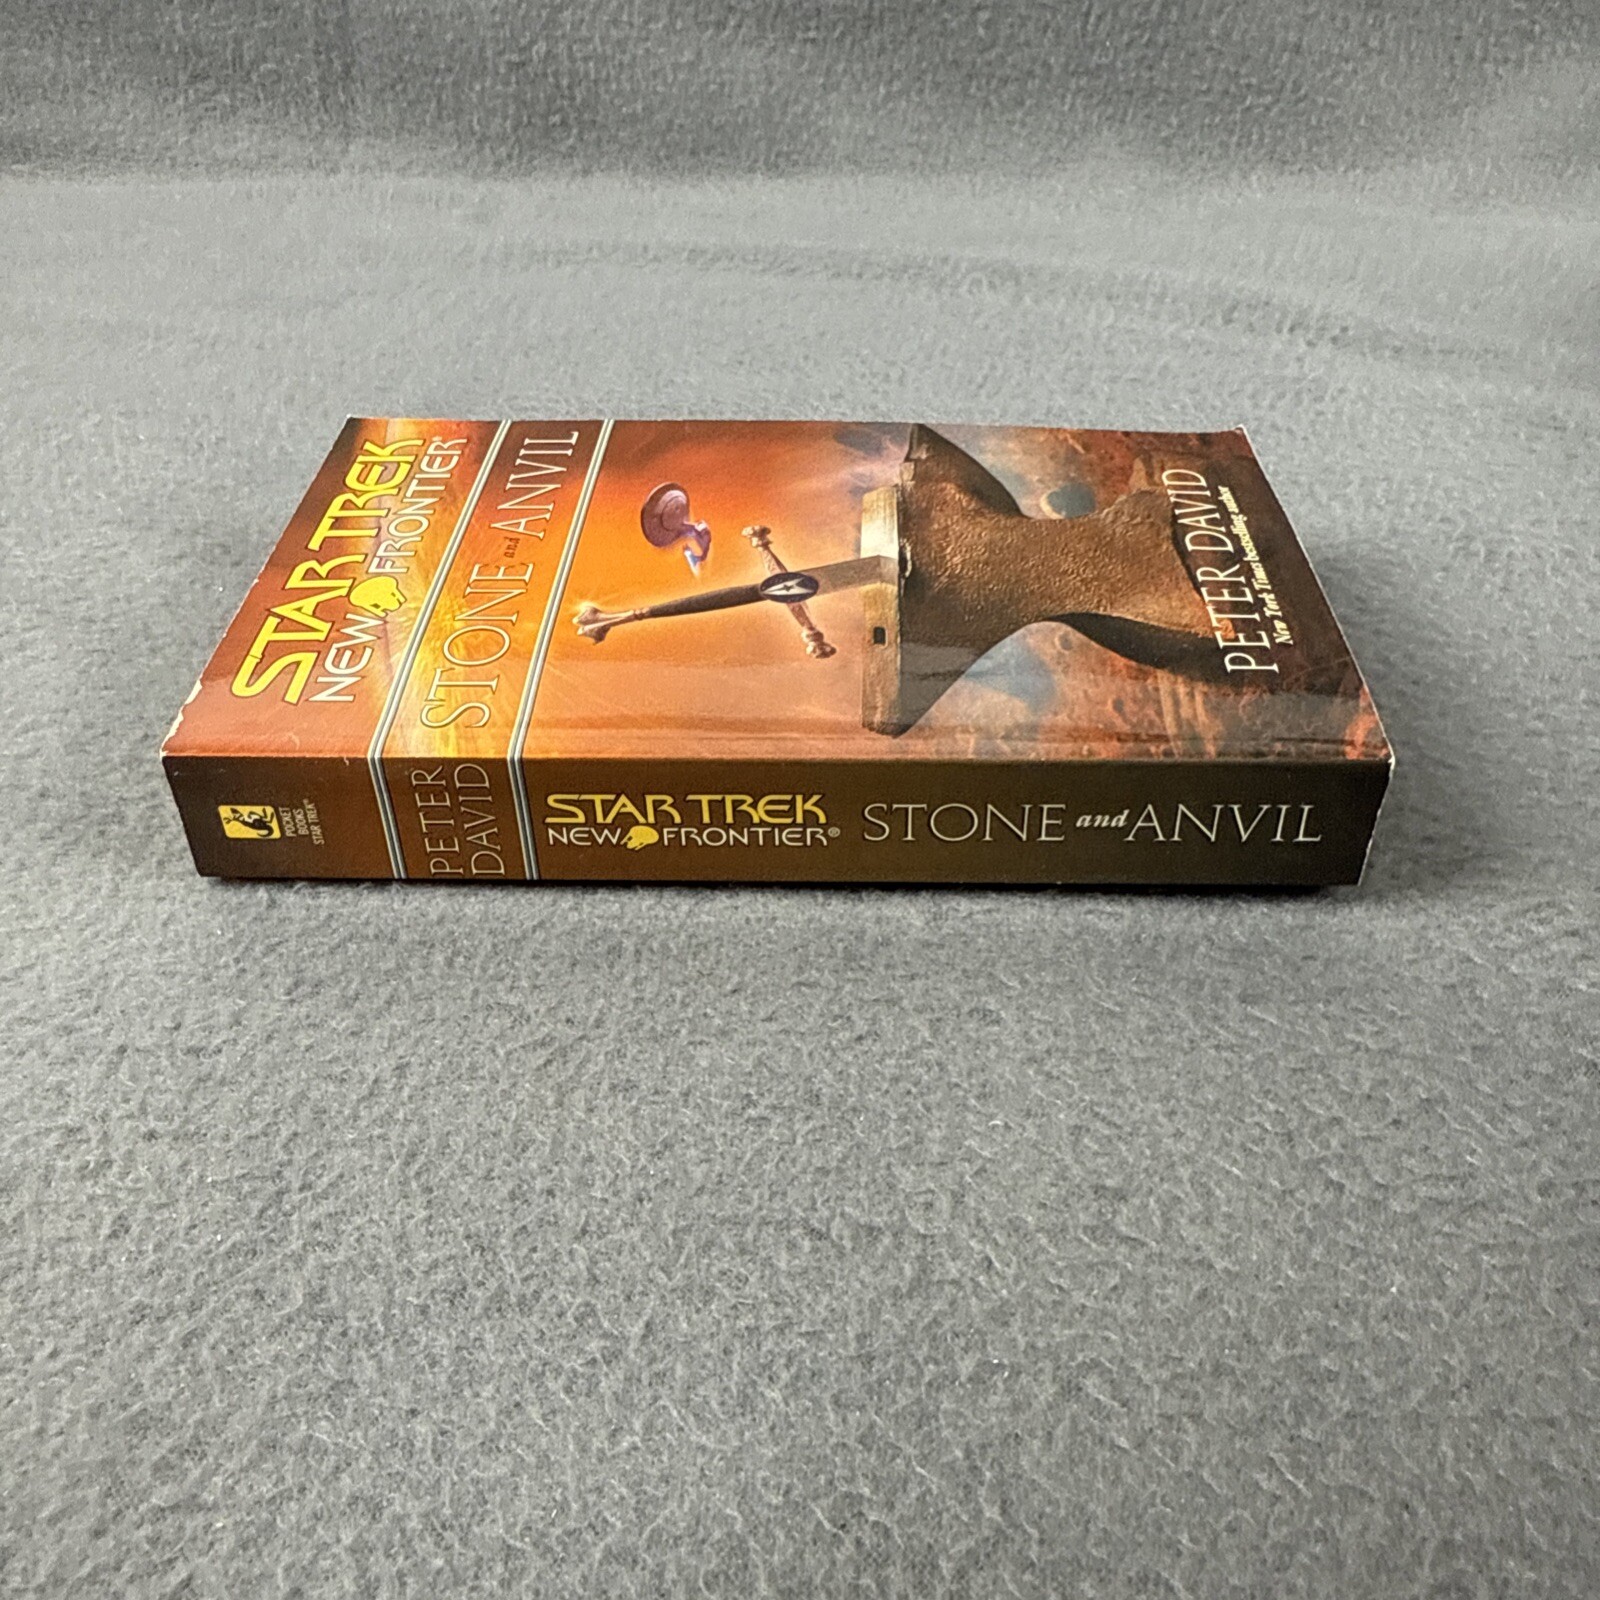 STAR TREK
NEW FRONTIER®
STONE and ANVIL
PETER DAVID
New York Times bestselling author
POCKET
BOOKS
STAR TREK®
PETER
DAVID
STAR TREK
NEW FRONTIER®
STONE and ANVIL